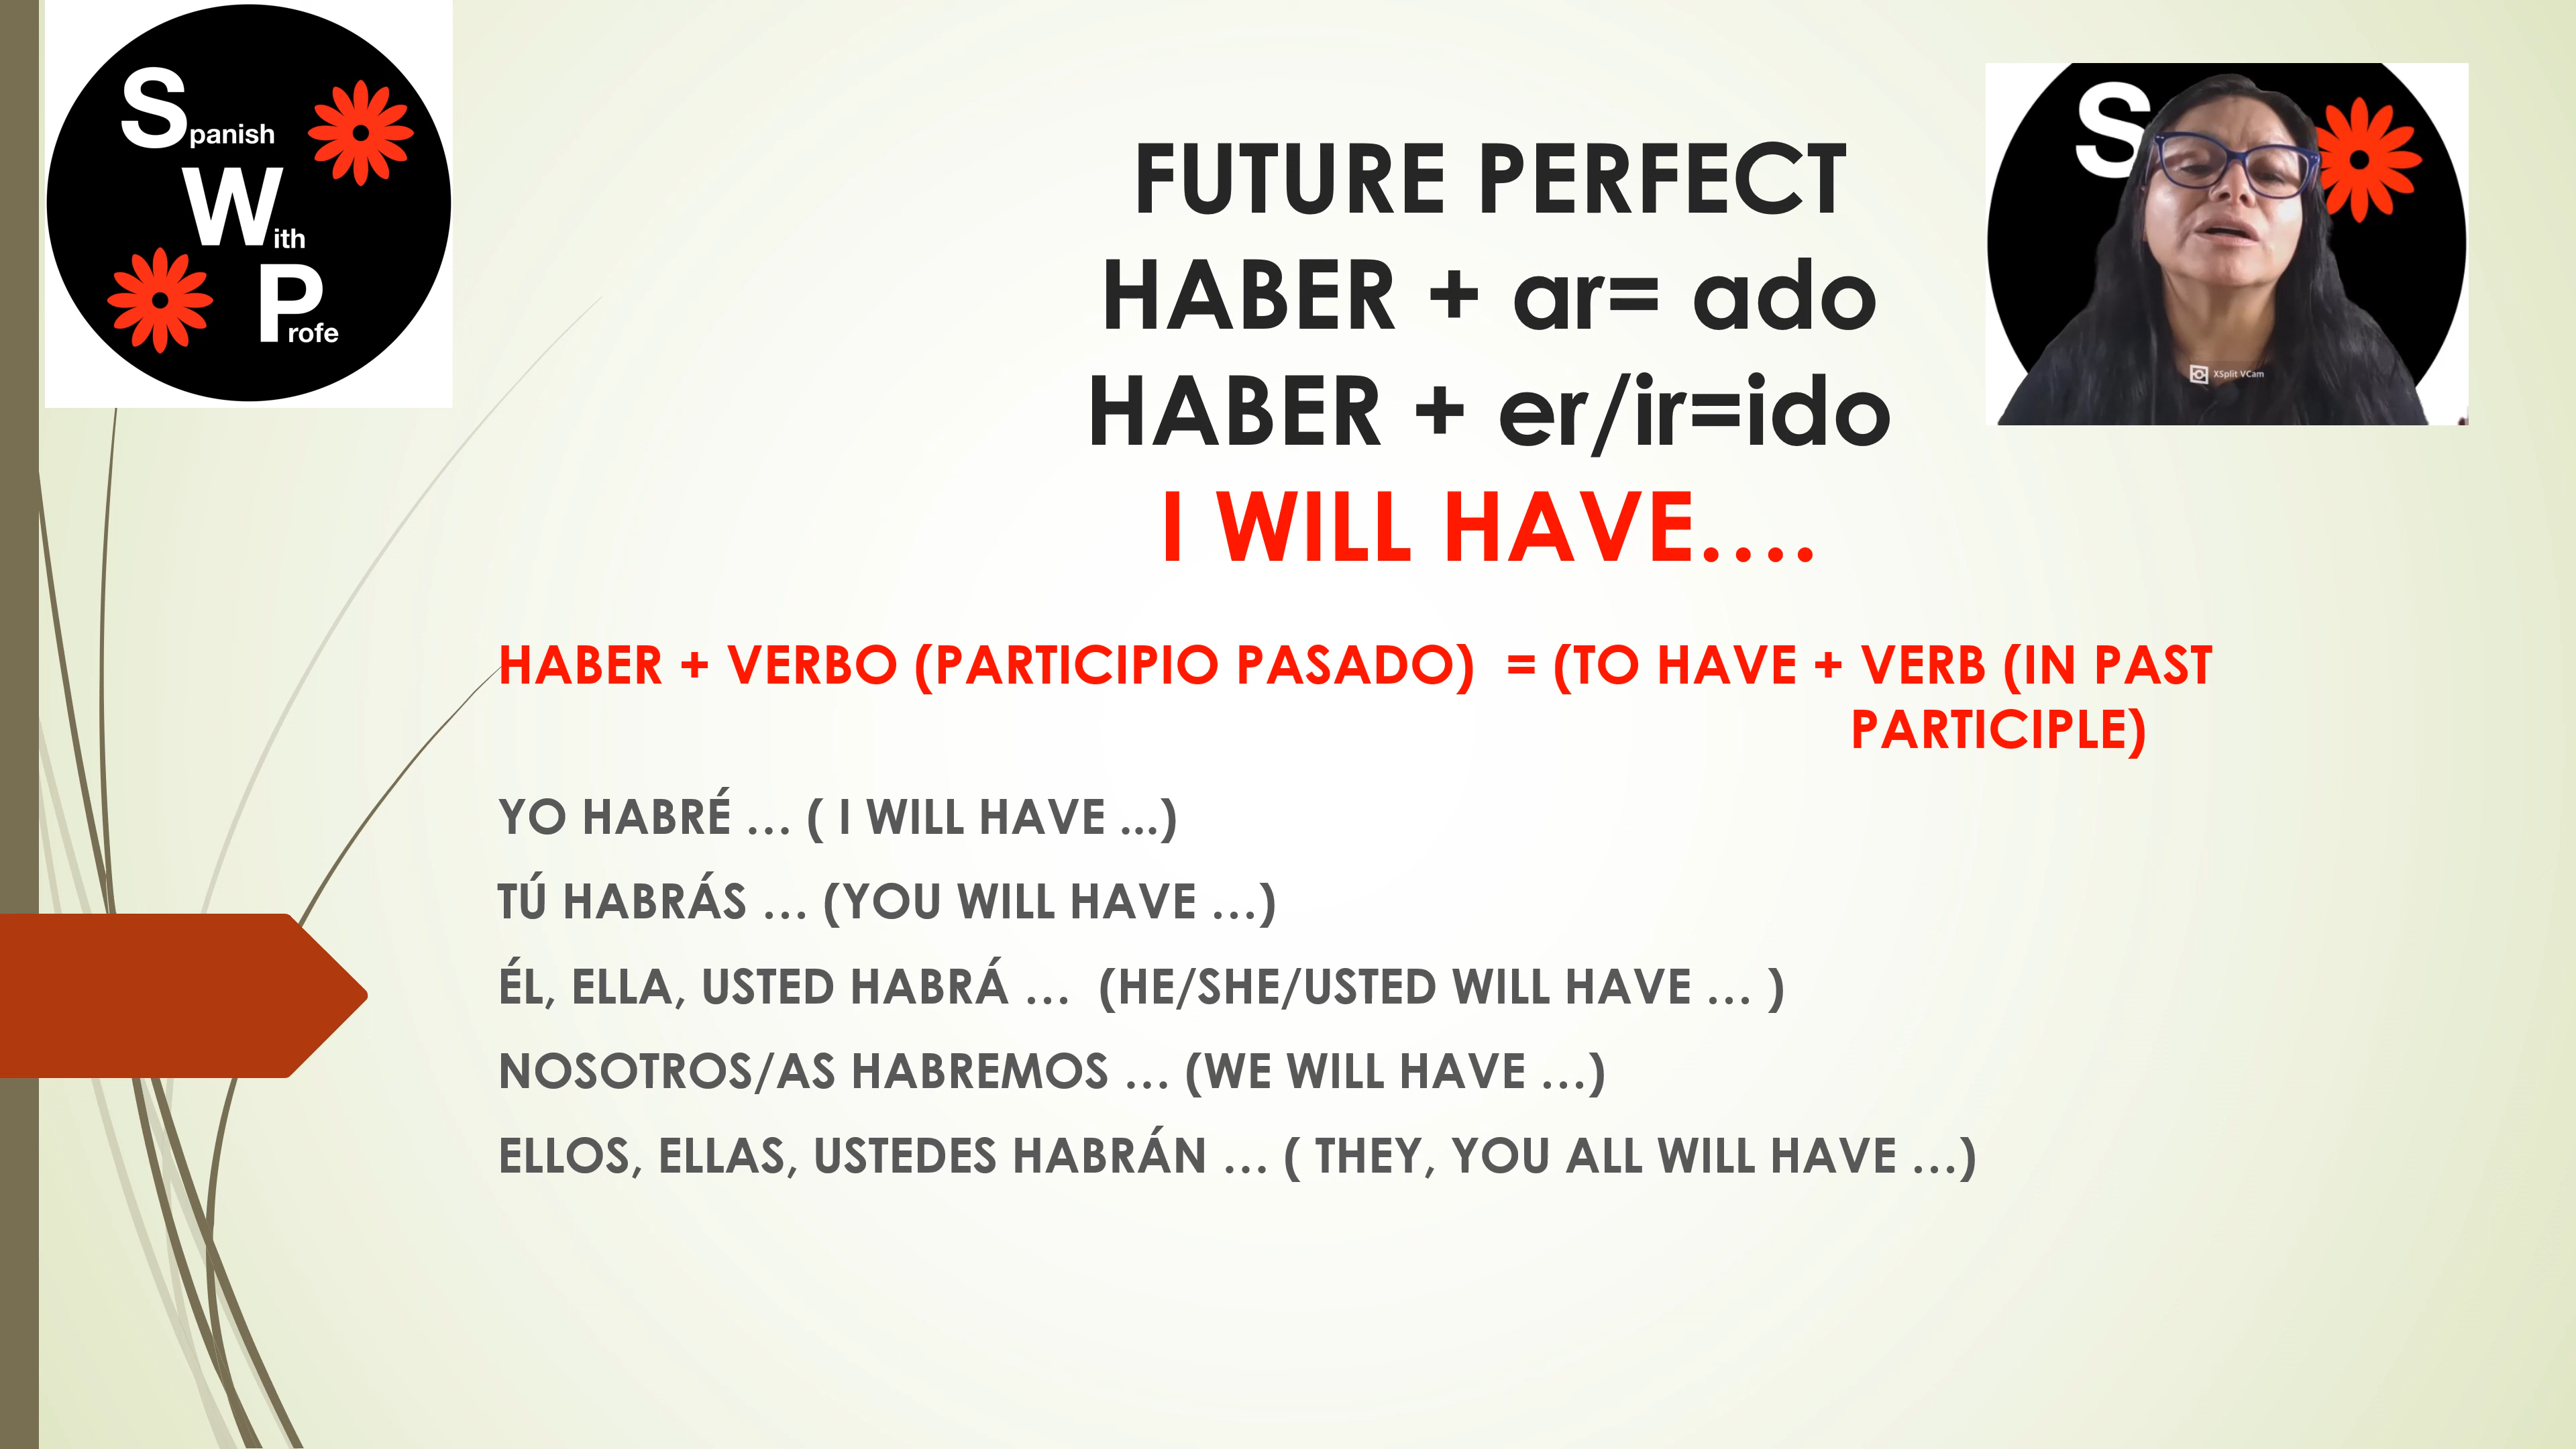 Spanish
With
Profe
FUTURE PERFECT
HABER + ar= ado
HABER + er/ir=ido
I WILL HAVE....
S
XSplit VCam
HABER + VERBO (PARTICIPIO PASADO)  = (TO HAVE + VERB (IN PAST
PARTICIPLE)
YO HABRÉ … ( I WILL HAVE ...)
TÚ HABRÁS … (YOU WILL HAVE …)
ÉL, ELLA, USTED HABRÁ …  (HE/SHE/USTED WILL HAVE … )
NOSOTROS/AS HABREMOS … (WE WILL HAVE …)
ELLOS, ELLAS, USTEDES HABRÁN … ( THEY, YOU ALL WILL HAVE …)